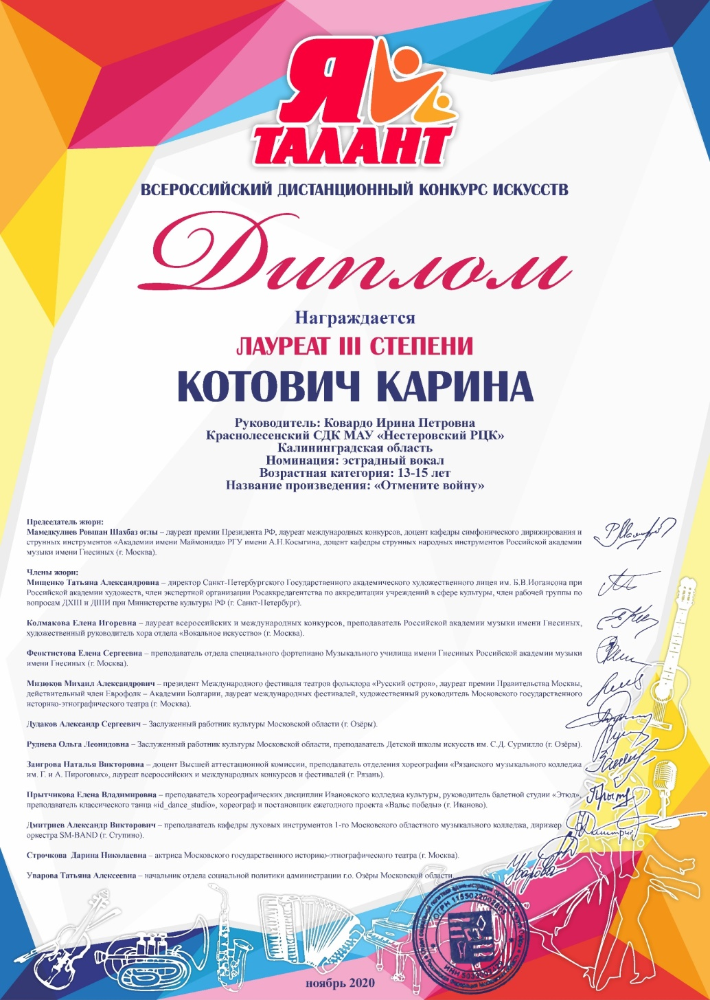 Я
ТАЛАНТ
ВСЕРОССИЙСКИЙ ДИСТАНЦИОННЫЙ КОНКУРС ИСКУССТВ
Диплом
Награждается
ЛАУРЕАТ III СТЕПЕНИ
КОТОВИЧ КАРИНА
Руководитель: Ковардо Ирина Петровна
Краснолесенский СДК МАУ «Нестеровский РЦК»
Калининградская область
Номинация: эстрадный вокал
Возрастная категория: 13-15 лет
Название произведения: «Отмените войну»
Председатель жюри:
Мамедкулиев Ровшан Шахбаз оглы – лауреат премии Президента РФ, лауреат международных конкурсов, доцент кафедры симфонического дирижирования и
струнных инструментов «Академии имени Маймонида» РГУ имени А.Н.Косыгина, доцент кафедры струнных народных инструментов Российской академии
музыки имени Гнесиных (г. Москва).
Члены жюри:
Мищенко Татьяна Александровна – директор Санкт-Петербургского Государственного академического художественного лицея им. Б.В.Иогансона при
Российской академии художеств, член экспертной организации Росаккредагентства по аккредитации учреждений в сфере культуры, член рабочей группы по
вопросам ДХШ и ДШИ при Министерстве культуры РФ (г. Санкт-Петербург).
Колмакова Елена Игоревна – лауреат всероссийских и международных конкурсов, преподаватель Российской академии музыки имени Гнесиных,
художественный руководитель хора отдела «Вокальное искусство» (г. Москва).
Феоктистова Елена Сергеевна – преподаватель отдела специального фортепиано Музыкального училища имени Гнесиных Российской академии музыки
имени Гнесиных (г. Москва).
Мизюков Михаил Александрович – президент Международного фестиваля театров фольклора «Русский остров», лауреат премии Правительства Москвы,
действительный член Еврофолк – Академии Болгарии, лауреат международных фестивалей, художественный руководитель Московского государственного
историко-этнографического театра (г. Москва).
Дудаков Александр Сергеевич – Заслуженный работник культуры Московской области (г. Озёры).
Руднева Ольга Леонидовна – Заслуженный работник культуры Московской области, преподаватель Детской школы искусств им. С.Д. Сурмилло (г. Озёры).
Заигрова Наталья Викторовна – доцент Высшей аттестационной комиссии, преподаватель отделения хореографии «Рязанского музыкального колледжа
им. Г. и А. Пироговых», лауреат всероссийских и международных конкурсов и фестивалей (г. Рязань).
Прытчикова Елена Владимировна – преподаватель хореографических дисциплин Ивановского колледжа культуры, руководитель балетной студии «Этюд»,
преподаватель классического танца «id_dance_studio», хореограф и постановщик ежегодного проекта «Вальс победы» (г. Иваново).
Дмитриев Александр Викторович – преподаватель кафедры духовых инструментов 1-го Московского областного музыкального колледжа, дирижер
оркестра SM-BAND (г. Ступино).
Строчкова Дарина Николаевна – актриса Московского государственного историко-этнографического театра (г. Москва).
Уварова Татьяна Алексеевна – начальник отдела социальной политики администрации г.о. Озёры Московской области.
Уварова
ноябрь 2020